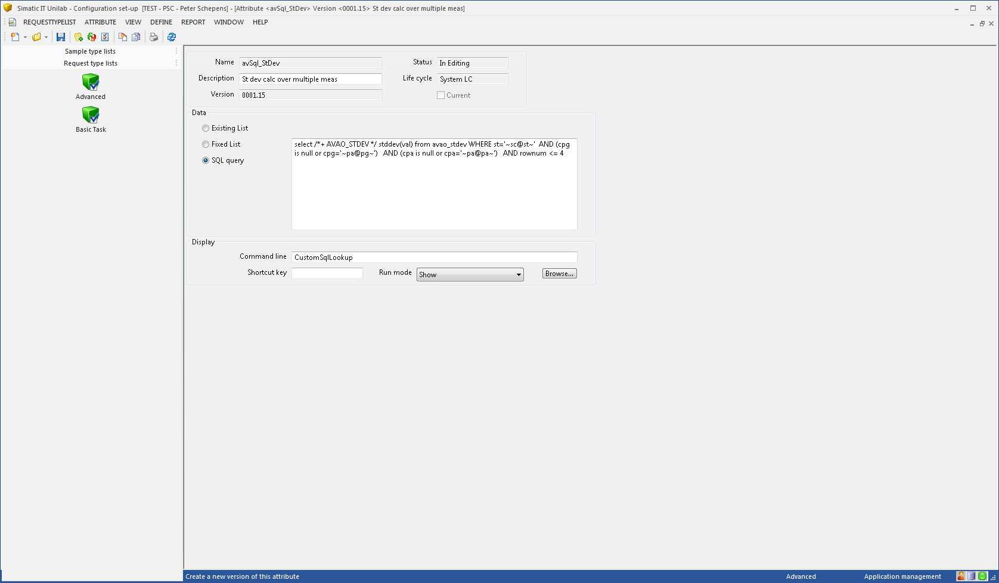 Simatic IT Unilab - Configuration set-up  [TEST - PSC - Peter Schepens] - [Attribute <avSql_StDev> Version <0001.15> St dev calc over multiple meas]
REQUESTTYPELIST ATTRIBUTE VIEW DEFINE REPORT WINDOW HELP
Sample type lists
Request type lists
Advanced
Basic Task
Name avSql_StDev Status In Editing
Description St dev calc over multiple meas Life cycle System LC
Version 0001.15 Current
Data
Existing List
Fixed List
SQL query
select /*+ AVAO_STDEV */ stddev(val) from avao_stdev WHERE st='~sc@st~'  AND (cpg
is null or cpg='~pa@pg~')   AND (cpa is null or cpa='~pa@pa~')   AND rownum <= 4
Display
Command line CustomSqlLookup
Shortcut key Run mode Show Browse...
Create a new version of this attribute Advanced Application management